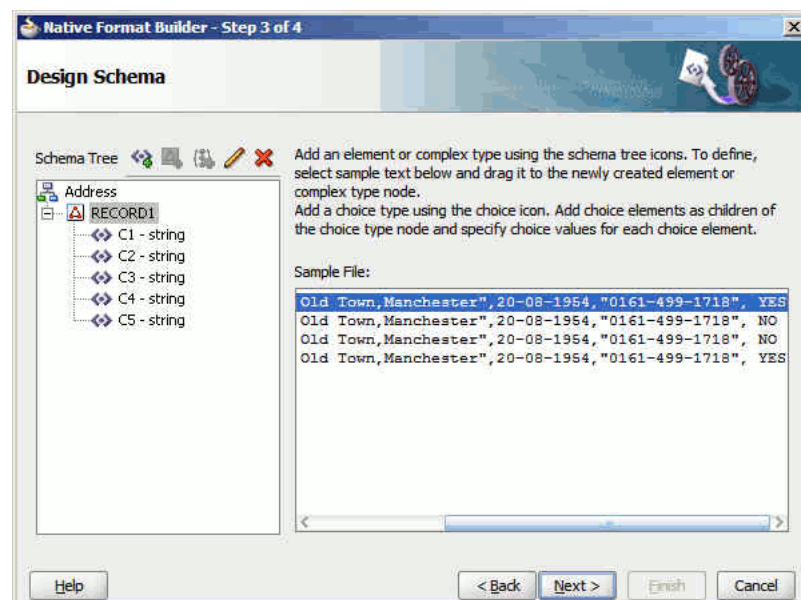 Native Format Builder - Step 3 of 4
Design Schema
Schema Tree
Address
RECORD1
C1 - string
C2 - string
C3 - string
C4 - string
C5 - string
Add an element or complex type using the schema tree icons. To define,
select sample text below and drag it to the newly created element or
complex type node.
Add a choice type using the choice icon. Add choice elements as children of
the choice type node and specify choice values for each choice element.
Sample File:
Old Town,Manchester",20-08-1954,"0161-499-1718", YES
Old Town,Manchester",20-08-1954,"0161-499-1718", NO
Old Town,Manchester",20-08-1954,"0161-499-1718", NO
Old Town,Manchester",20-08-1954,"0161-499-1718", YES
Help
< Back
Next >
Finish
Cancel